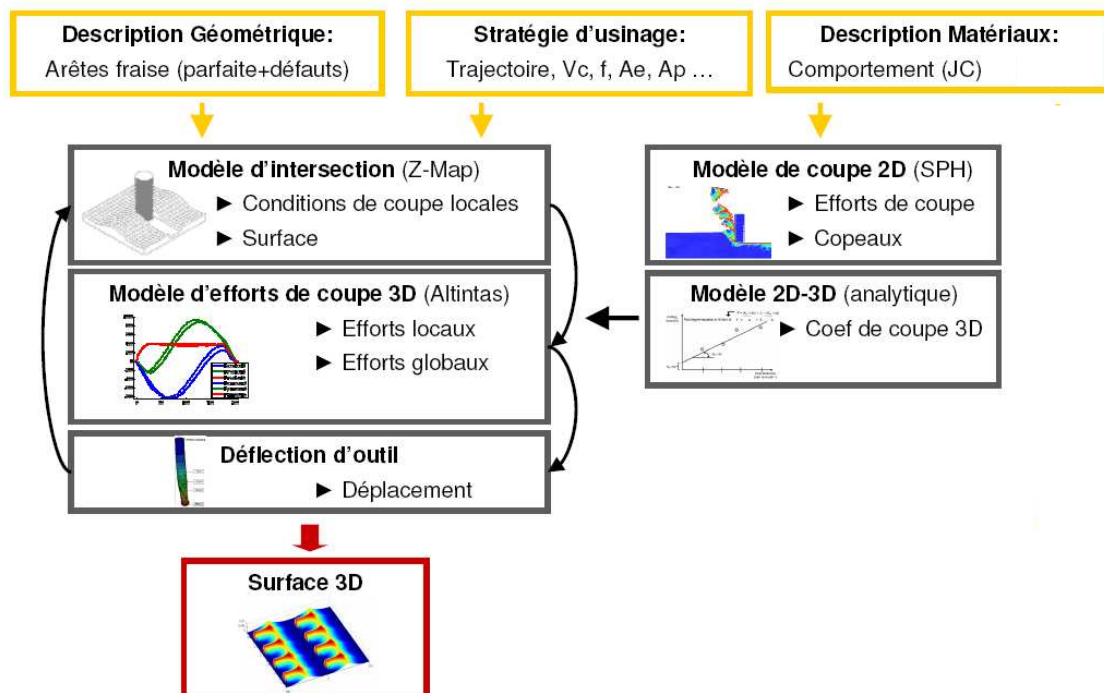 Description Géométrique:
Arêtes fraise (parfaite+défauts)
Stratégie d'usinage:
Trajectoire, Vc, f, Ae, Ap ...
Description Matériaux:
Comportement (JC)
Modèle d'intersection (Z-Map)
► Conditions de coupe locales
► Surface
Modèle d'efforts de coupe 3D (Altintas)
► Efforts locaux
► Efforts globaux
Déflection d'outil
► Déplacement
Modèle de coupe 2D (SPH)
► Efforts de coupe
► Copeaux
Modèle 2D-3D (analytique)
► Coef de coupe 3D
Surface 3D